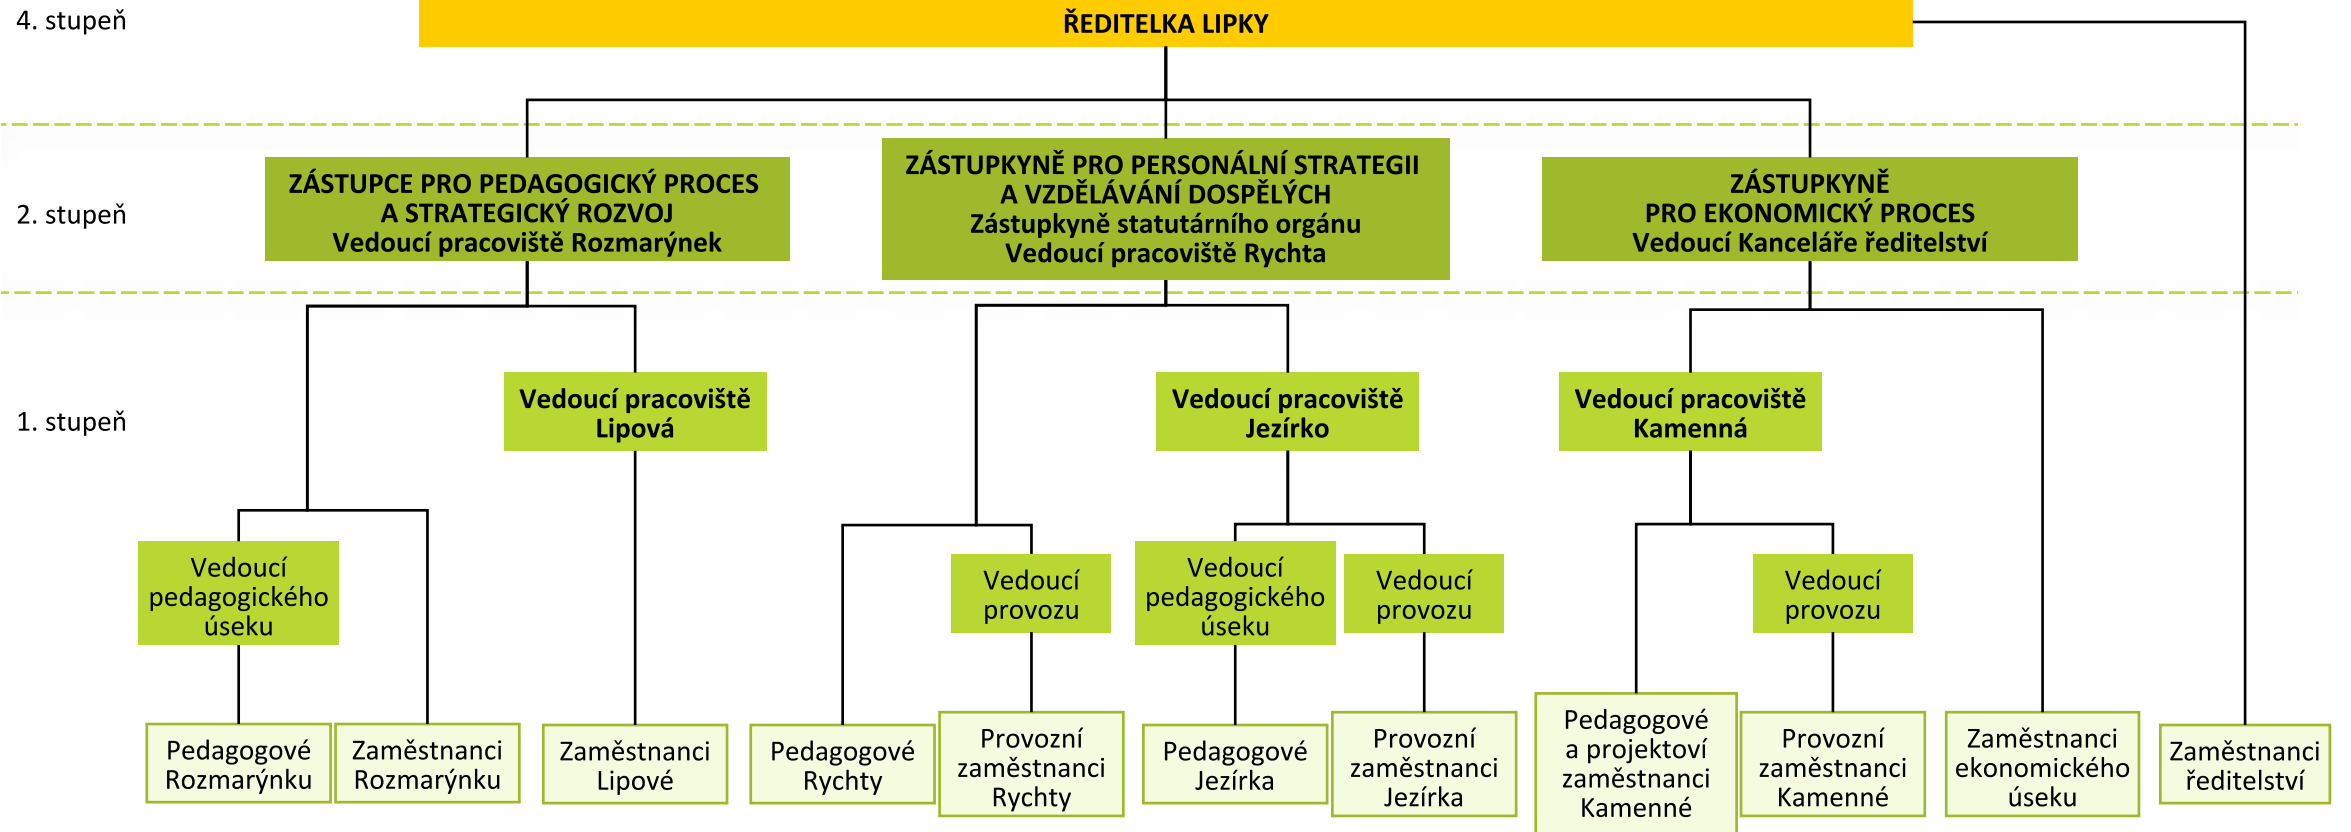 4. stupeň
ŘEDITELKA LIPKY
2. stupeň
ZÁSTUPCE PRO PEDAGOGICKÝ PROCES
A STRATEGICKÝ ROZVOJ
Vedoucí pracoviště Rozmarýnek
ZÁSTUPKYNĚ PRO PERSONÁLNÍ STRATEGII
A VZDĚLÁVÁNÍ DOSPĚLÝCH
Zástupkyně statutárního orgánu
Vedoucí pracoviště Rychta
ZÁSTUPKYNĚ
PRO EKONOMICKÝ PROCES
Vedoucí Kanceláře ředitelství
1. stupeň
Vedoucí pracoviště
Lipová
Vedoucí pracoviště
Jezírko
Vedoucí pracoviště
Kamenná
Vedoucí
pedagogického
úseku
Vedoucí
provozu
Vedoucí
pedagogického
úseku
Vedoucí
provozu
Vedoucí
provozu
Pedagogové
Rozmarýnku
Zaměstnanci
Rozmarýnku
Zaměstnanci
Lipové
Pedagogové
Rychty
Provozní
zaměstnanci
Rychty
Pedagogové
Jezírka
Provozní
zaměstnanci
Jezírka
Pedagogové
a projektoví
zaměstnanci
Kamenné
Provozní
zaměstnanci
Kamenné
Zaměstnanci
ekonomického
úseku
Zaměstnanci
ředitelství